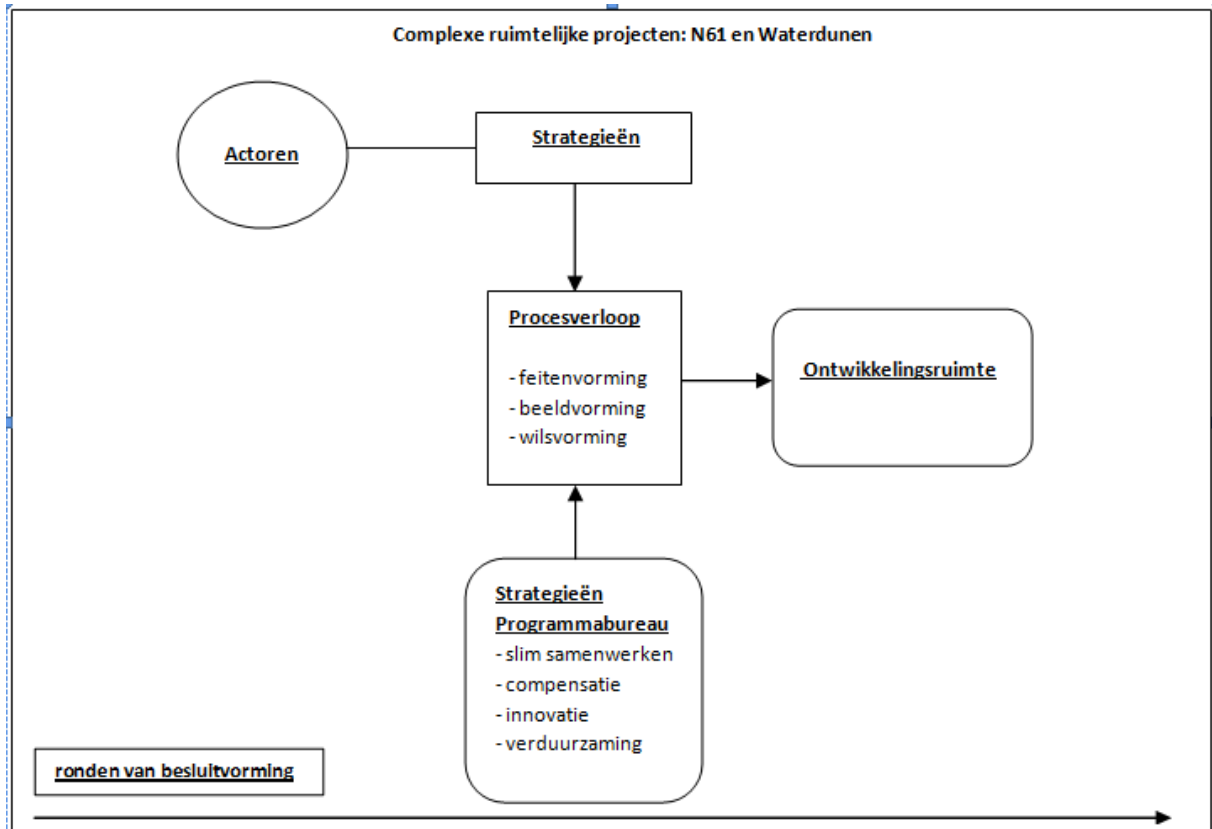 Complexe ruimtelijke projecten: N61 en Waterdunen
Actoren
Strategieën
Procesverloop
- feitenvorming
- beeldvorming
- wilsvorming
Ontwikkelingsruimte
Strategieën
Programmabureau
- slim samenwerken
- compensatie
- innovatie
- verduurzaming
ronden van besluitvorming